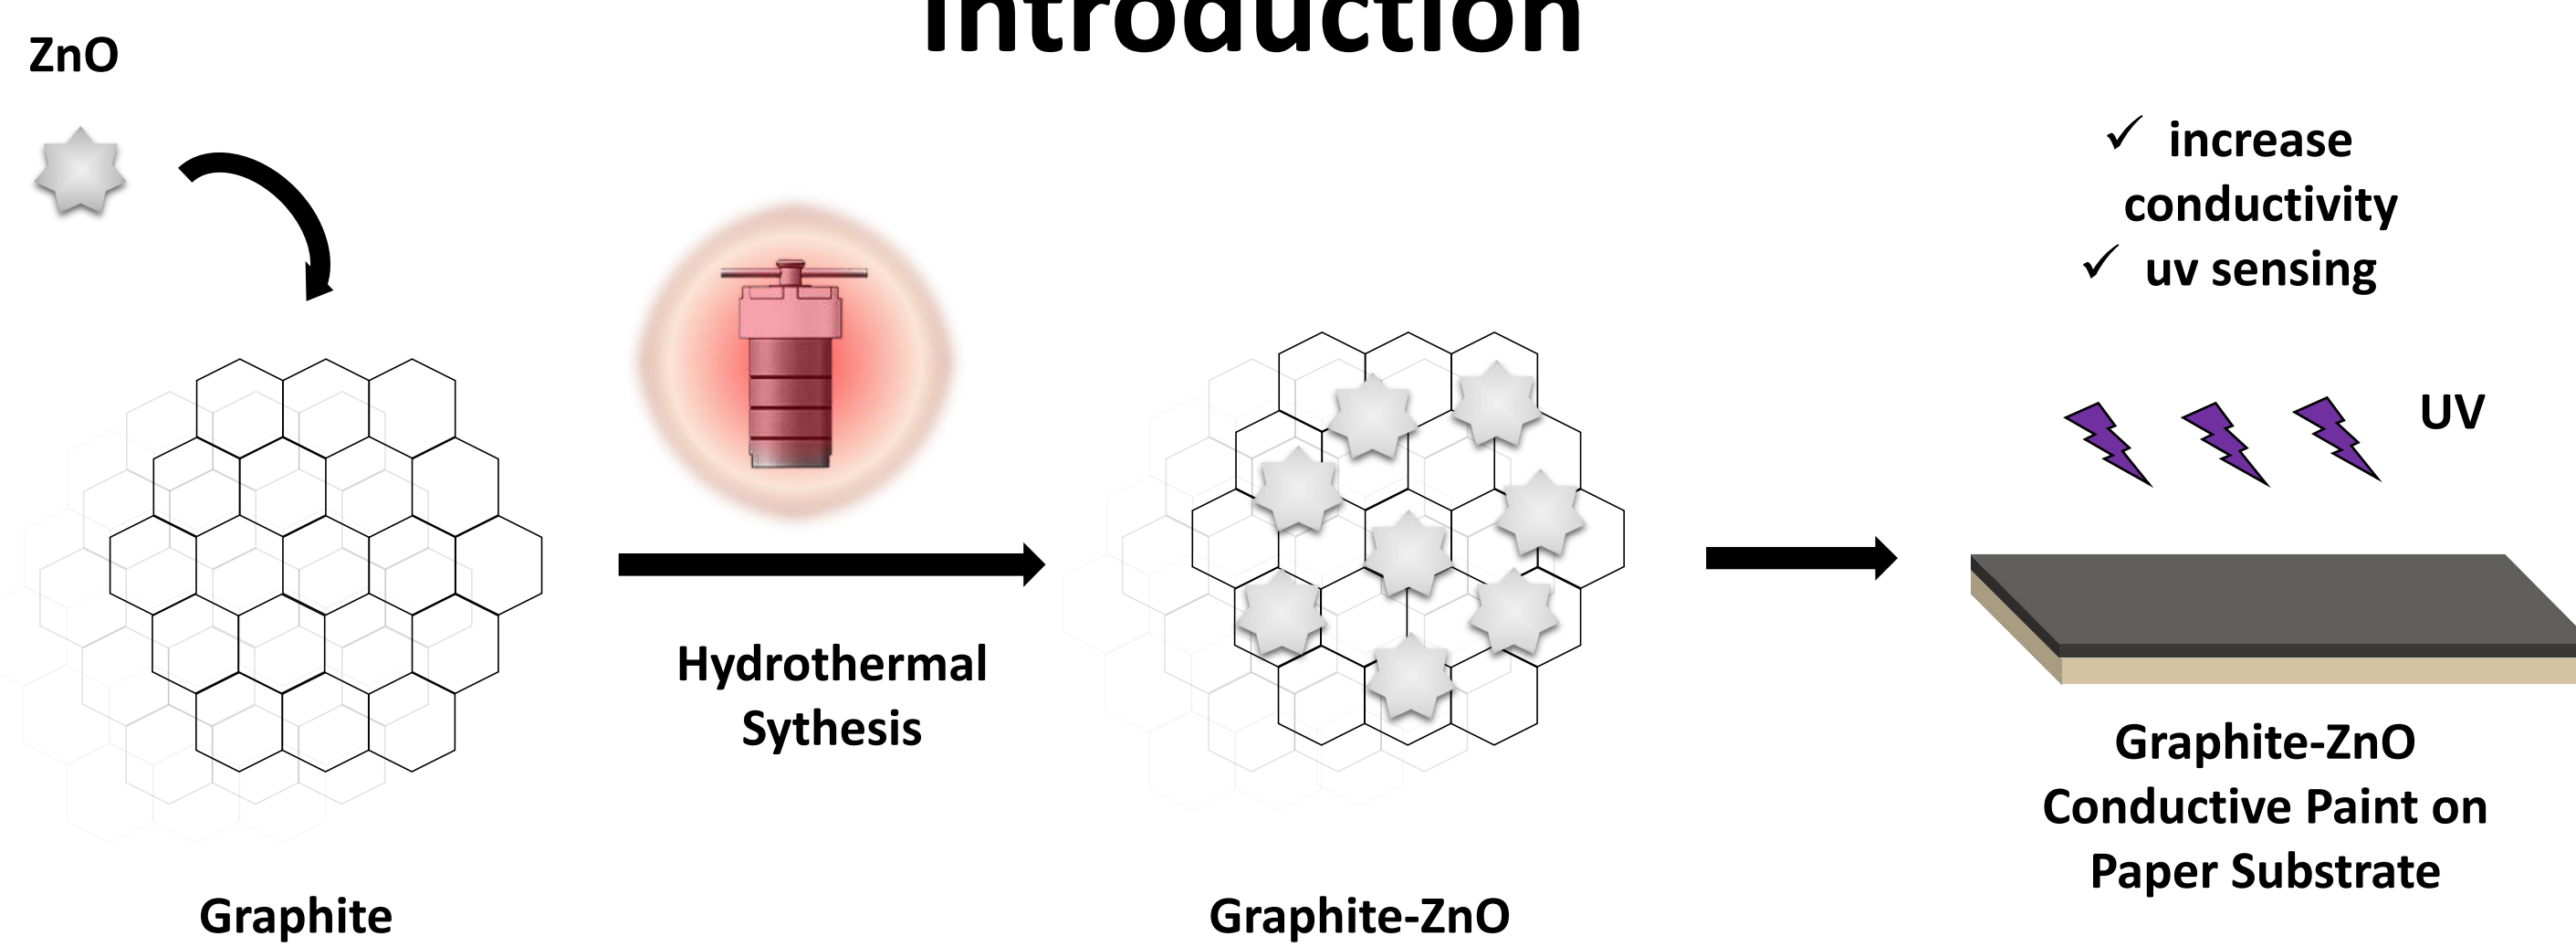 Introduction
ZnO
✓ increase
conductivity
✓ uv sensing
UV
Hydrothermal
Sythesis
Graphite-ZnO
Conductive Paint on
Paper Substrate
Graphite
Graphite-ZnO